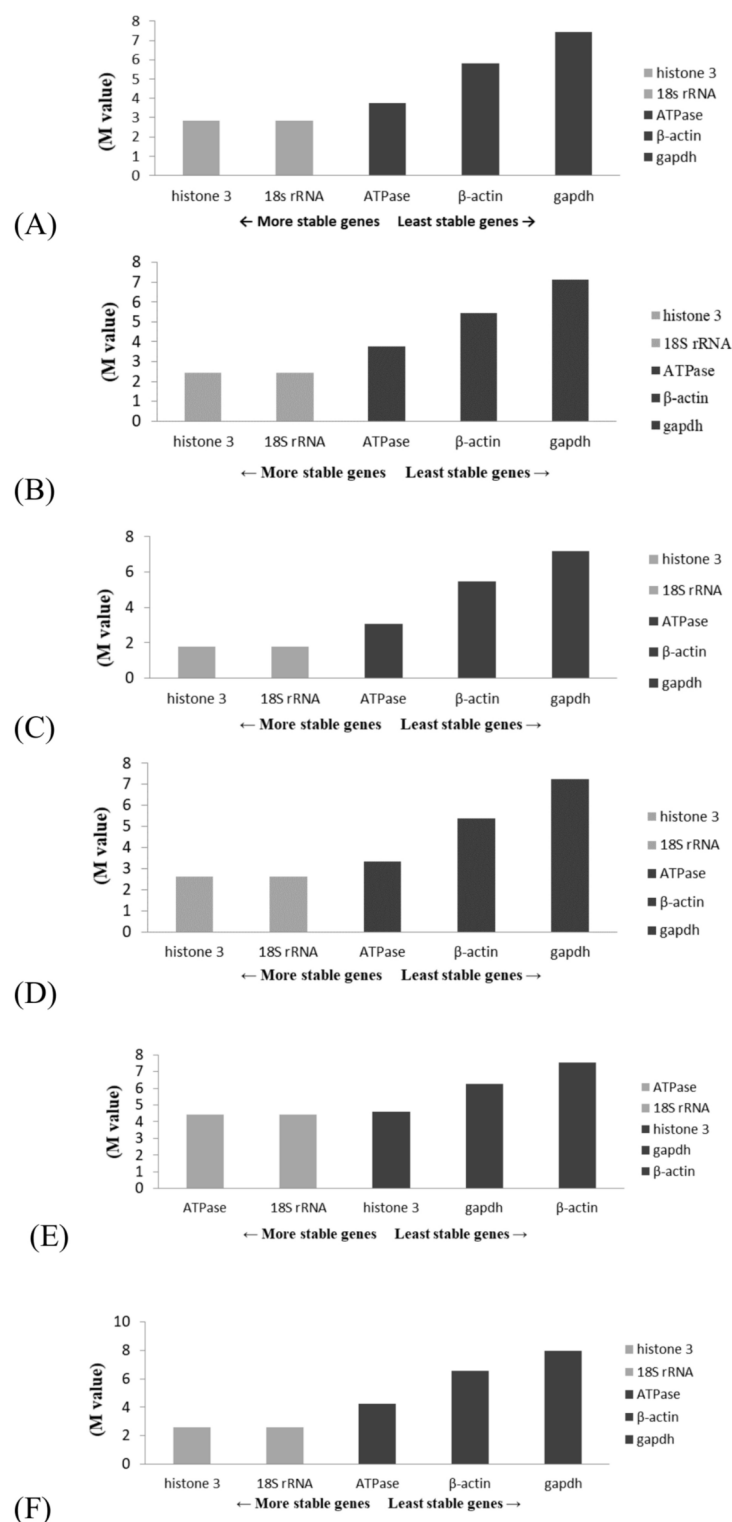 (M value)
8
7
6
5
4
3
2
1
0
histone 3 18s rRNA ATPase β-actin gapdh
← More stable genes Least stable genes →
histone 3
18s rRNA
ATPase
β-actin
gapdh
(A)
(M value)
8
7
6
5
4
3
2
1
0
histone 3 18S rRNA ATPase β-actin gapdh
← More stable genes Least stable genes →
histone 3
18S rRNA
ATPase
β-actin
gapdh
(B)
(M value)
8
6
4
2
0
histone 3 18S rRNA ATPase β-actin gapdh
← More stable genes Least stable genes →
histone 3
18S rRNA
ATPase
β-actin
gapdh
(C)
(M value)
8
7
6
5
4
3
2
1
0
histone 3 18S rRNA ATPase β-actin gapdh
← More stable genes Least stable genes →
histone 3
18S rRNA
ATPase
β-actin
gapdh
(D)
(M value)
8
7
6
5
4
3
2
1
0
ATPase 18S rRNA histone 3 gapdh β-actin
← More stable genes Least stable genes →
ATPase
18S rRNA
histone 3
gapdh
β-actin
(E)
(M value)
10
8
6
4
2
0
histone 3 18S rRNA ATPase β-actin gapdh
← More stable genes Least stable genes →
histone 3
18S rRNA
ATPase
β-actin
gapdh
(F)